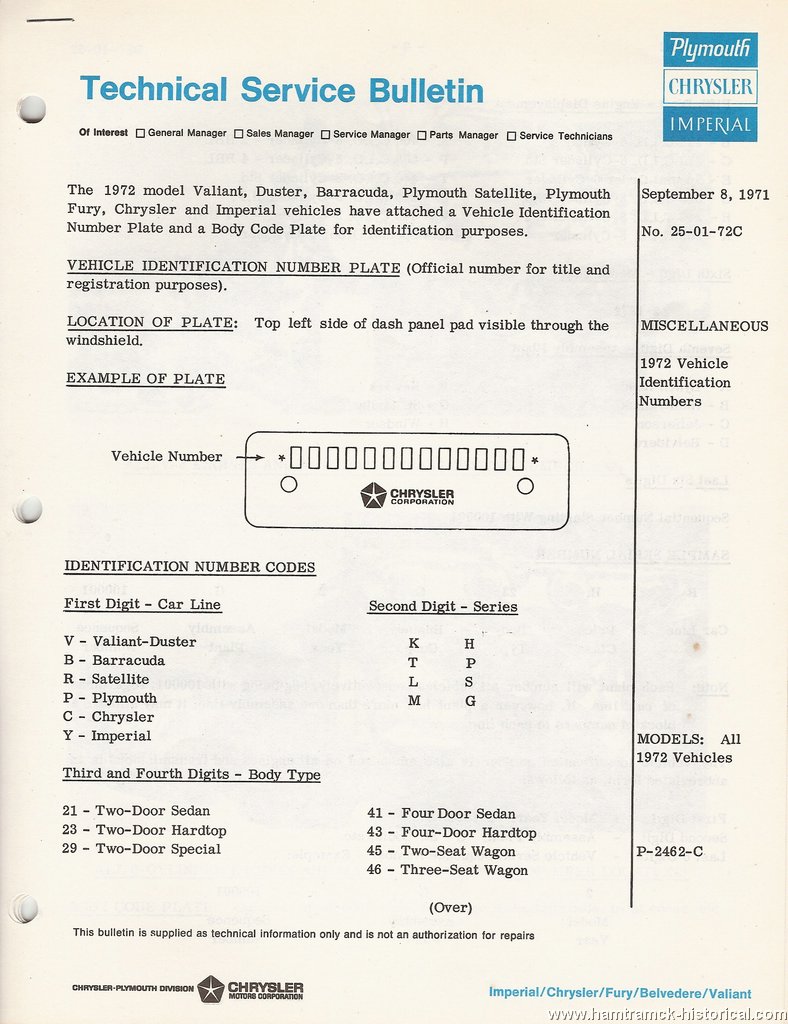 Plymouth
CHRYSLER
IMPERIAL
Technical Service Bulletin
Of Interest □ General Manager □ Sales Manager □ Service Manager □ Parts Manager □ Service Technicians
The 1972 model Valiant, Duster, Barracuda, Plymouth Satellite, Plymouth
Fury, Chrysler and Imperial vehicles have attached a Vehicle Identification
Number Plate and a Body Code Plate for identification purposes.
September 8, 1971
No. 25-01-72C
VEHICLE IDENTIFICATION NUMBER PLATE (Official number for title and
registration purposes).
LOCATION OF PLATE: Top left side of dash panel pad visible through the
windshield.
MISCELLANEOUS
1972 Vehicle
Identification
Numbers
EXAMPLE OF PLATE
Vehicle Number
* *
CHRYSLER
CORPORATION
IDENTIFICATION NUMBER CODES
First Digit - Car Line
V - Valiant-Duster
B - Barracuda
R - Satellite
P - Plymouth
C - Chrysler
Y - Imperial
Second Digit - Series
K H
T P
L S
M G
MODELS: All
1972 Vehicles
Third and Fourth Digits - Body Type
21 - Two-Door Sedan
23 - Two-Door Hardtop
29 - Two-Door Special
41 - Four Door Sedan
43 - Four-Door Hardtop
45 - Two-Seat Wagon
46 - Three-Seat Wagon
P-2462-C
(Over)
This bulletin is supplied as technical information only and is not an authorization for repairs
CHRYSLER-PLYMOUTH DIVISION
CHRYSLER
MOTORS CORPORATION
Imperial/Chrysler/Fury/Belvedere/Valiant
www.hamtramck-historical.com